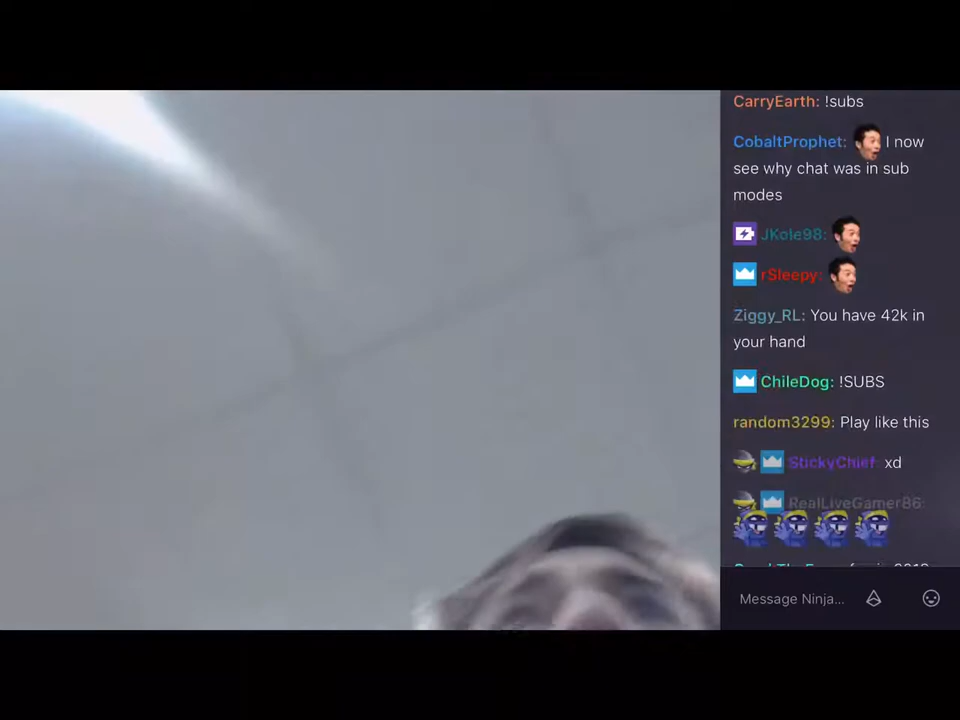 CarryEarth: !subs
CobaltProphet: I now
see why chat was in sub
modes
JKole98:
rSleepy:
Ziggy_RL: You have 42k in
your hand
ChileDog: !SUBS
random3299: Play like this
StickyChief: xd
RealLiveGamer86:
Message Ninja...